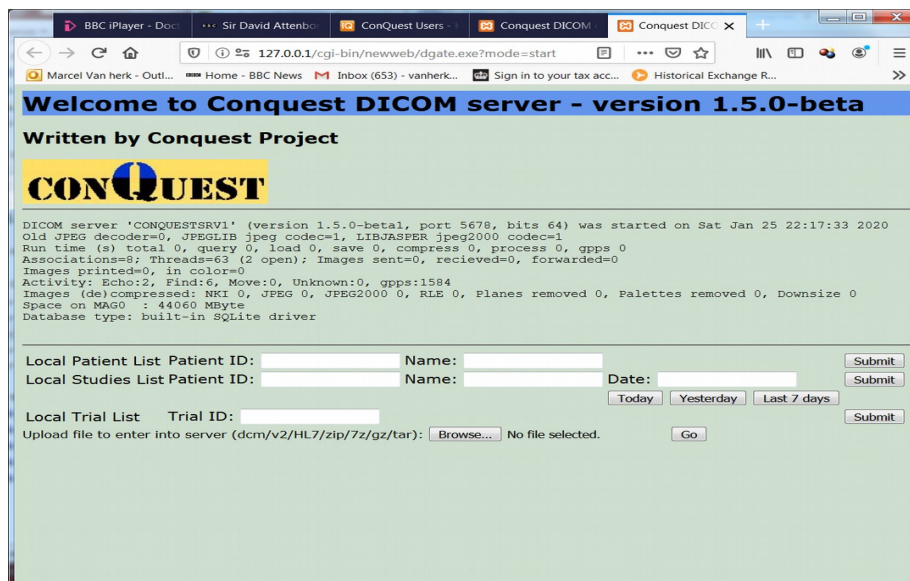 BBC iPlayer - Doc
Sir David Attenbo
ConQuest Users -
Conquest DICOM
Conquest DICO
127.0.0.1/cgi-bin/newweb/dgate.exe?mode=start
Marcel Van herk - Outl...
Home - BBC News
Inbox (653) - vanherk...
Sign in to your tax acc...
Historical Exchange R...
Welcome to Conquest DICOM server - version 1.5.0-beta
Written by Conquest Project
CONQUEST
DICOM server 'CONQUESTSRV1' (version 1.5.0-beta1, port 5678, bits 64) was started on Sat Jan 25 22:17:33 2020
Old JPEG decoder=0, JPEGLIB jpeg codec=1, LIBJASPER jpeg2000 codec=1
Run time (s) total 0, query 0, load 0, save 0, compress 0, process 0, gpps 0
Associations=8; Threads=63 (2 open); Images sent=0, recieved=0, forwarded=0
Images printed=0, in color=0
Activity: Echo:2, Find:6, Move:0, Unknown:0, gpps:1584
Images (de)compressed: NKI 0, JPEG 0, JPEG2000 0, RLE 0, Planes removed 0, Palettes removed 0, Downsize 0
Space on MAG0 : 44060 MByte
Database type: built-in SQLite driver
Local Patient List Patient ID: Name: Submit
Local Studies List Patient ID: Name: Date: Submit
Today Yesterday Last 7 days
Local Trial List Trial ID: Submit
Upload file to enter into server (dcm/v2/HL7/zip/7z/gz/tar): Browse... No file selected. Go